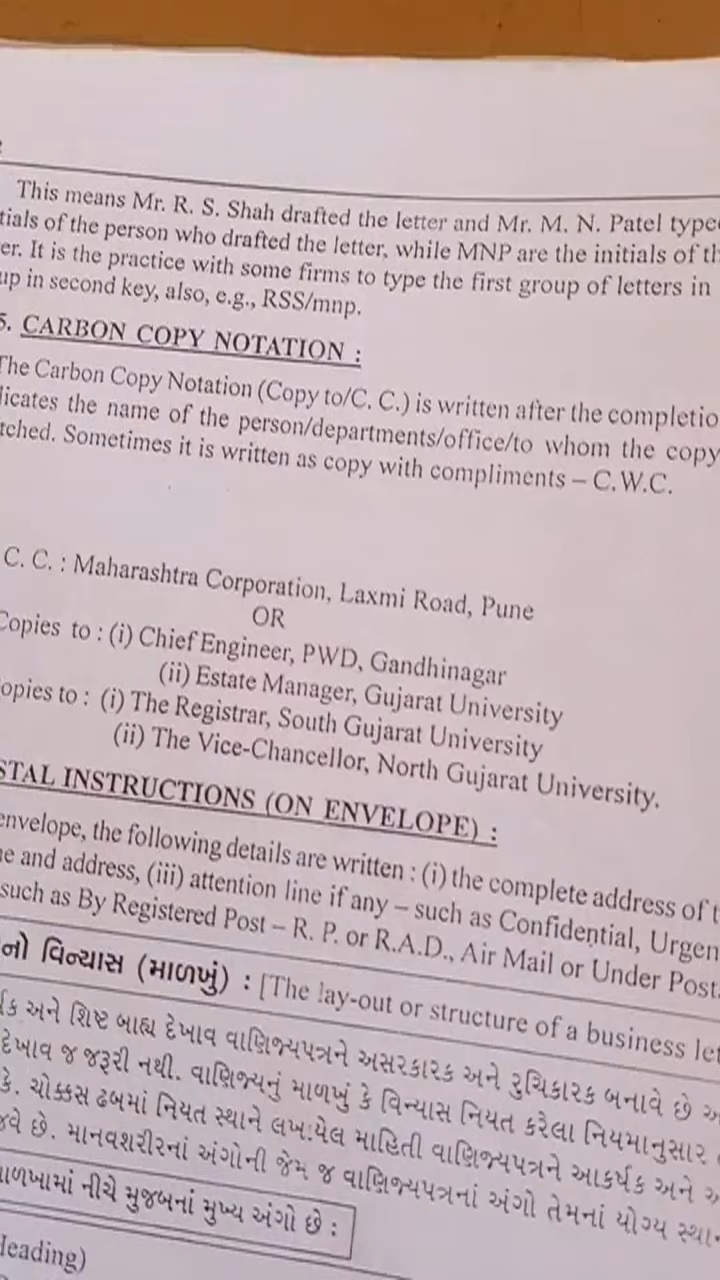 This means Mr. R. S. Shah drafted the letter and Mr. M. N. Patel type
tials of the person who drafted the letter, while MNP are the initials of th
er. It is the practice with some firms to type the first group of letters in
up in second key, also, e.g., RSS/mnp.
5. CARBON COPY NOTATION :
The Carbon Copy Notation (Copy to/C. C.) is written after the completio
licates the name of the person/departments/office/to whom the copy
tched. Sometimes it is written as copy with compliments – C.W.C.
C. C. : Maharashtra Corporation, Laxmi Road, Pune
OR
Copies to : (i) Chief Engineer, PWD, Gandhinagar
(ii) Estate Manager, Gujarat University
opies to : (i) The Registrar, South Gujarat University
(ii) The Vice-Chancellor, North Gujarat University.
STAL INSTRUCTIONS (ON ENVELOPE) :
envelope, the following details are written : (i) the complete address of t
e and address, (iii) attention line if any – such as Confidential, Urgen
such as By Registered Post – R. P. or R.A.D., Air Mail or Under Post
નો વિન્યાસ (માળખું) : [The lay-out or structure of a business let
ર્ષક અને શિષ્ટ બાહ્ય દેખાવ વાણિજ્યપત્રને અસરકારક અને રુચિકારક બનાવે છે
દેખાવ જ જરૂરી નથી. વાણિજ્યનું માળખું કે વિન્યાસ નિયત કરેલા નિયમાનુસાર
કે. ચોક્કસ ઢબમાં નિયત સ્થાને લખાયેલ માહિતી વાણિજ્યપત્રને આકર્ષક અને
વે છે. માનવશરીરનાં અંગોની જેમ જ વાણિજ્યપત્રનાં અંગો તેમનાં યોગ્ય સ્થા
ાળખામાં નીચે મુજબનાં મુખ્ય અંગો છે :
Heading)